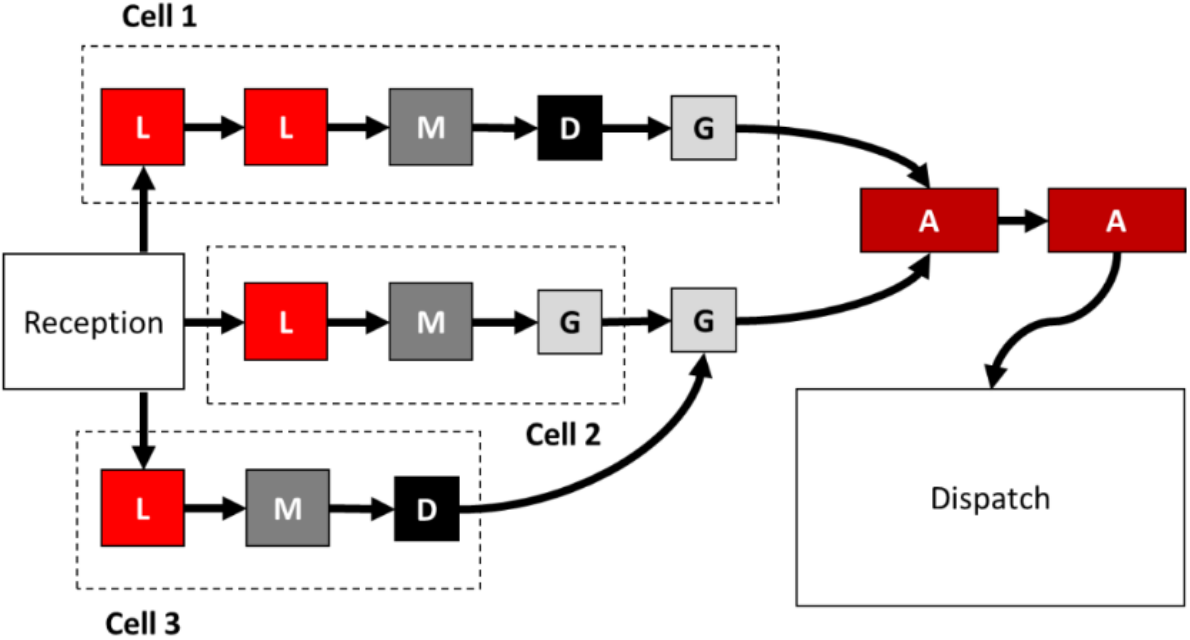 Cell 1
L L M D G
A A
Reception L M G G
Cell 2
L M D
Dispatch
Cell 3